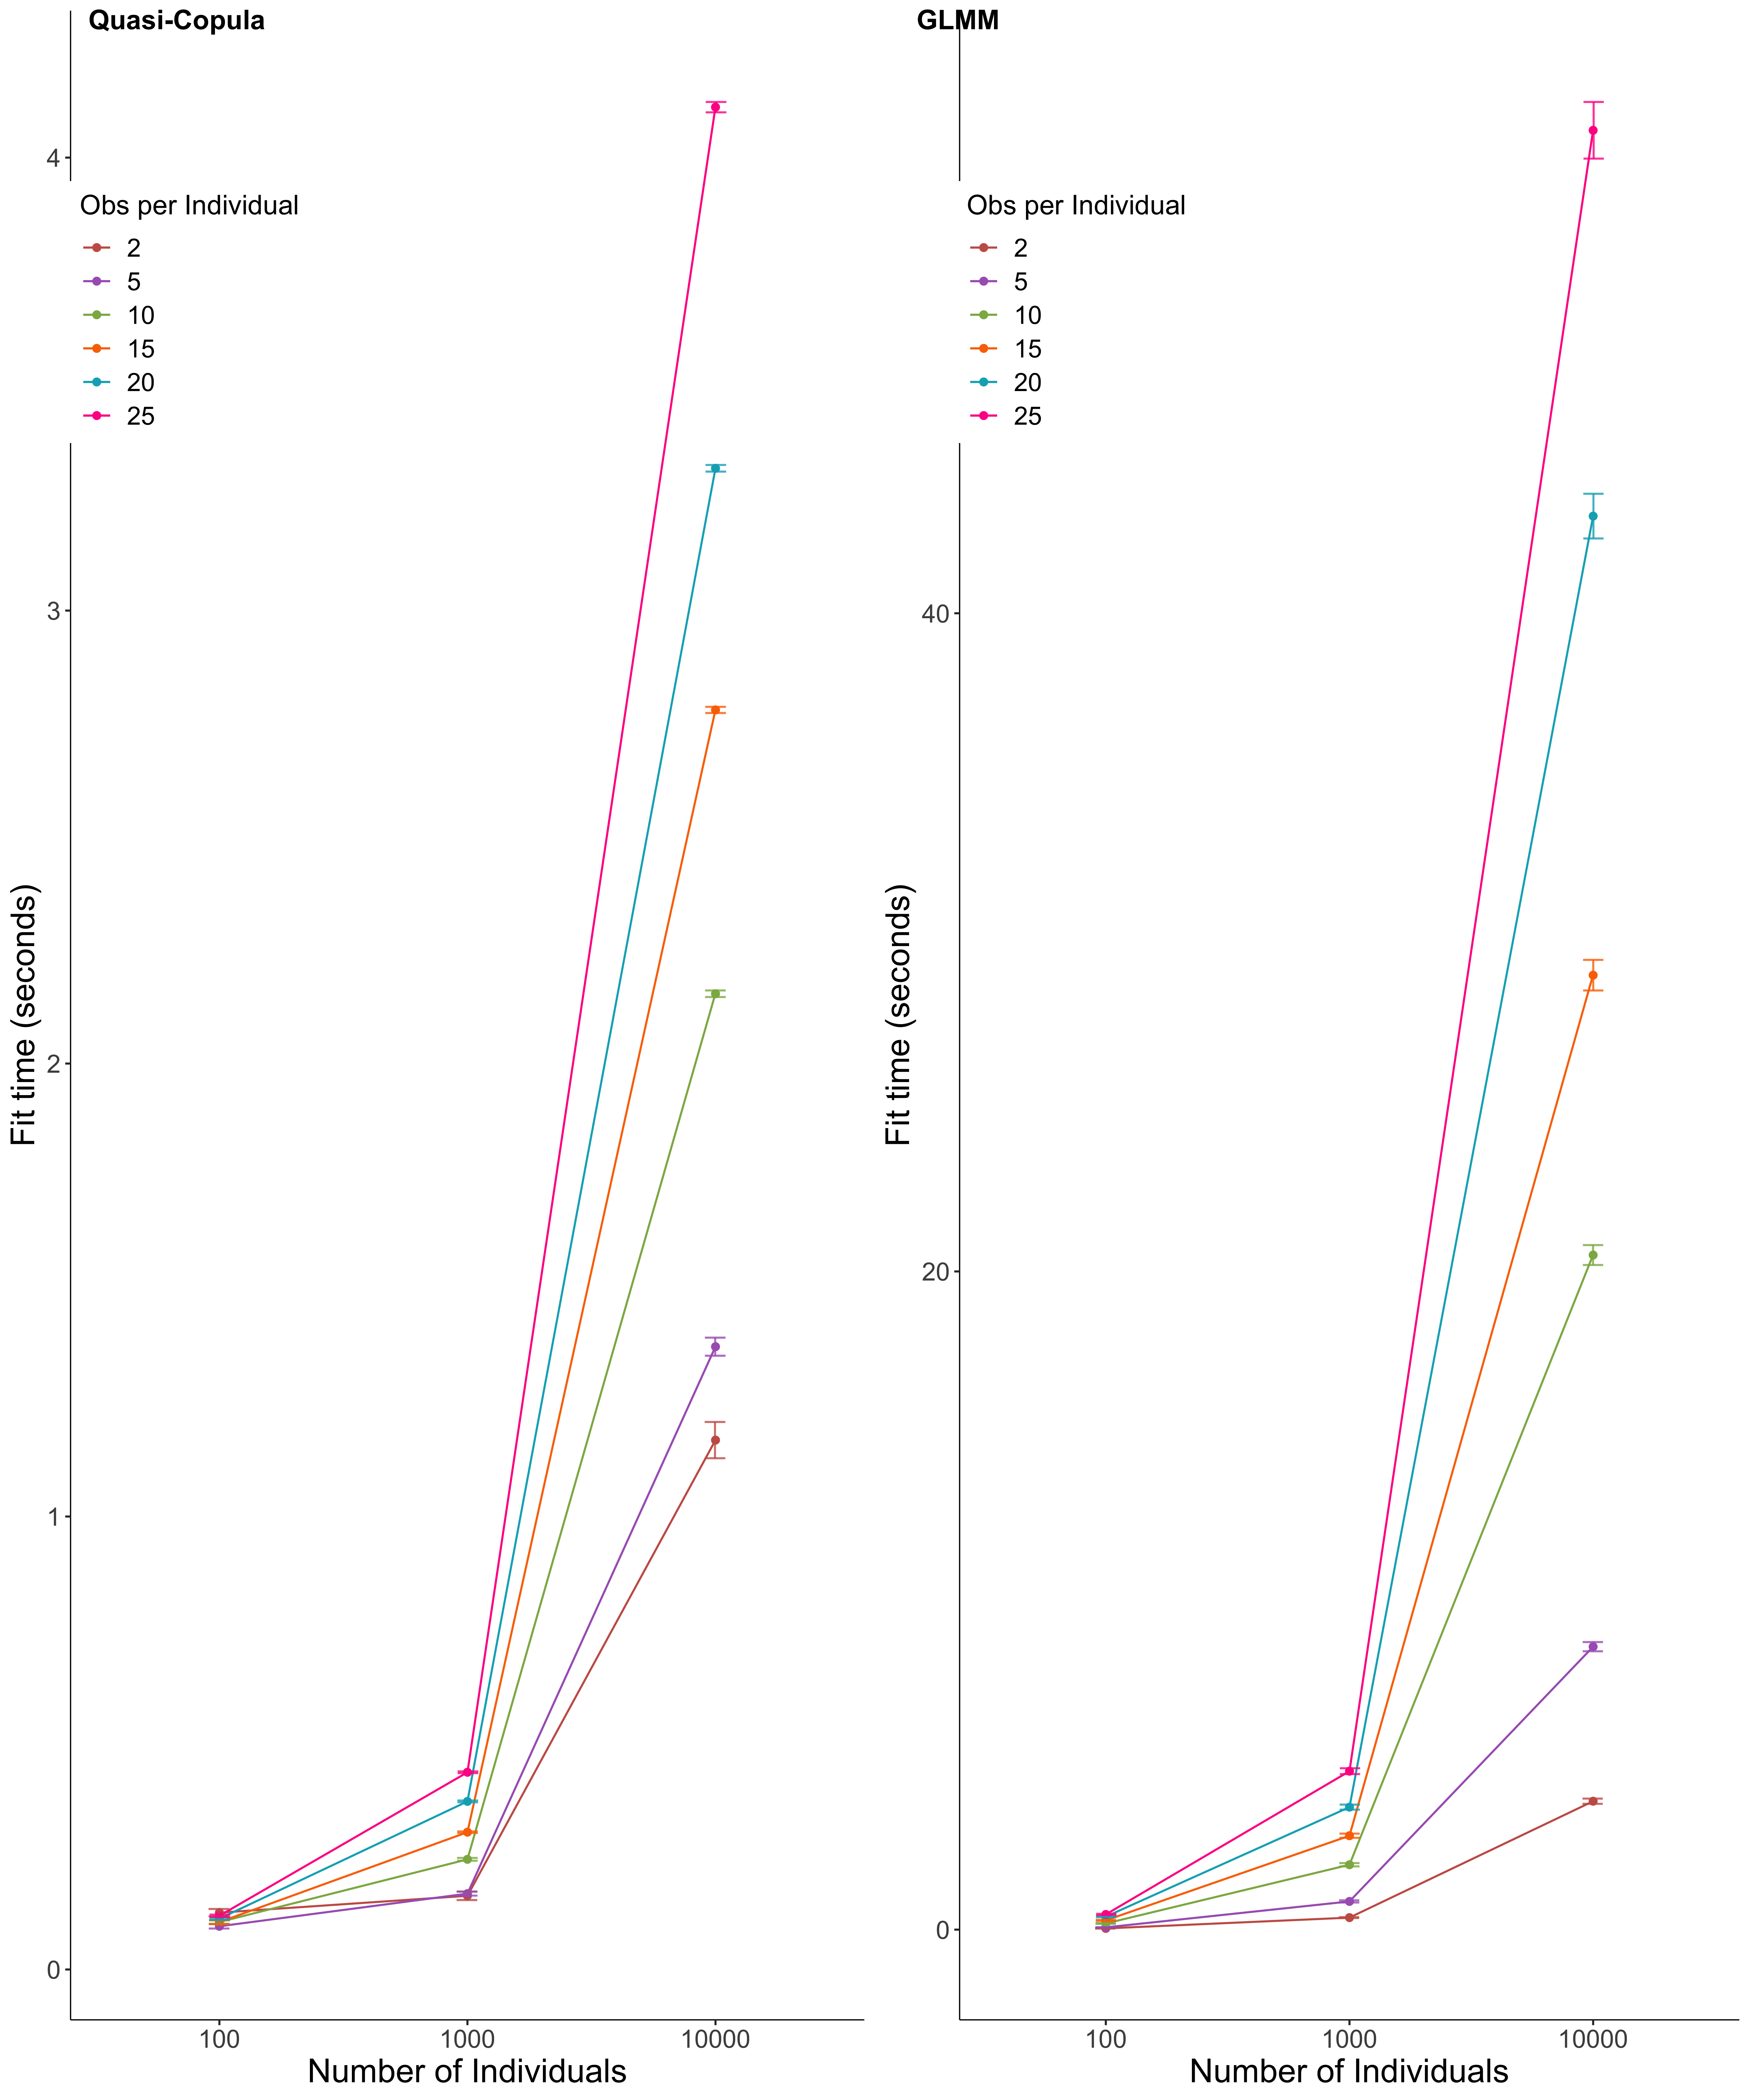 Quasi-Copula
4
Obs per Individual
2
5
10
15
20
25
3
2
1
0
Fit time (seconds)
100 1000 10000
Number of Individuals
GLMM
Obs per Individual
2
5
10
15
20
25
40
20
0
Fit time (seconds)
100 1000 10000
Number of Individuals